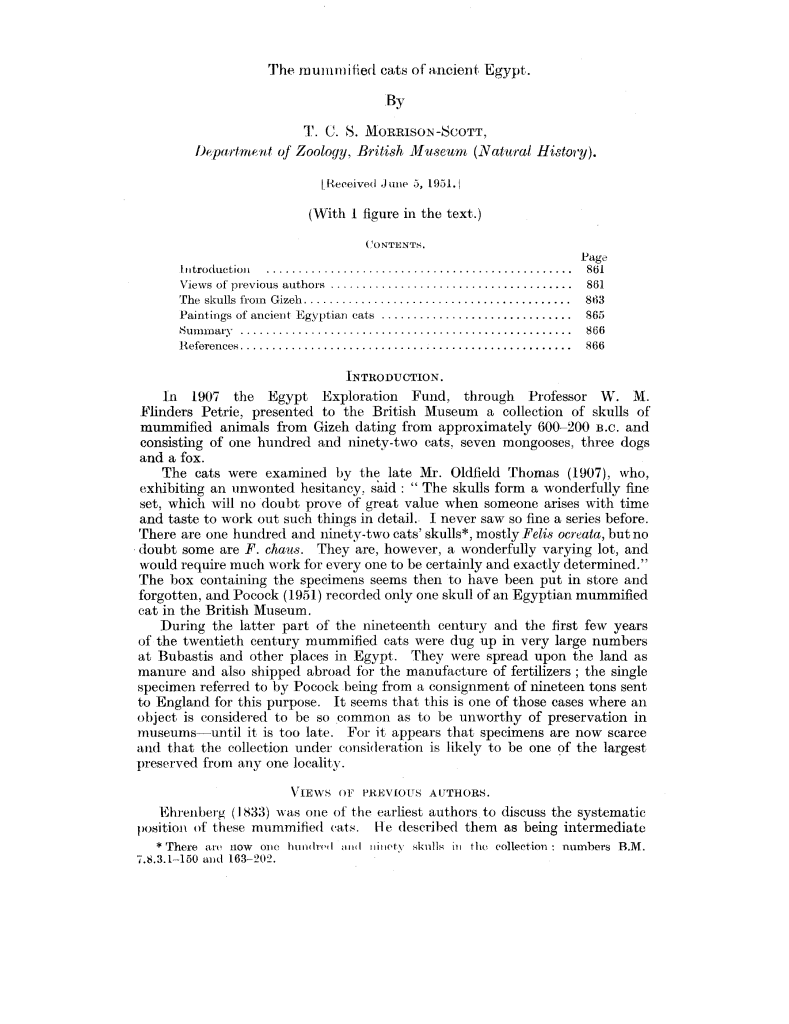 The mummified cats of ancient Egypt.
By
T. C. S. MORRISON-SCOTT,
Department of Zoology, British Museum (Natural History).
[Received June 5, 1951.]
(With 1 figure in the text.)
CONTENTS.
Page
Introduction ................................................ 861
Views of previous authors ...................................... 861
The skulls from Gizeh.......................................... 863
Paintings of ancient Egyptian cats .............................. 865
Summary .................................................... 866
References.................................................... 866
INTRODUCTION.
In 1907 the Egypt Exploration Fund, through Professor W. M.
Flinders Petrie, presented to the British Museum a collection of skulls of
mummified animals from Gizeh dating from approximately 600–200 B.C. and
consisting of one hundred and ninety-two cats, seven mongooses, three dogs
and a fox.
The cats were examined by the late Mr. Oldfield Thomas (1907), who,
exhibiting an unwonted hesitancy, said : “ The skulls form a wonderfully fine
set, which will no doubt prove of great value when someone arises with time
and taste to work out such things in detail. I never saw so fine a series before.
There are one hundred and ninety-two cats’ skulls*, mostly Felis ocreata, but no
doubt some are F. chaus. They are, however, a wonderfully varying lot, and
would require much work for every one to be certainly and exactly determined.”
The box containing the specimens seems then to have been put in store and
forgotten, and Pocock (1951) recorded only one skull of an Egyptian mummified
cat in the British Museum.
During the latter part of the nineteenth century and the first few years
of the twentieth century mummified cats were dug up in very large numbers
at Bubastis and other places in Egypt. They were spread upon the land as
manure and also shipped abroad for the manufacture of fertilizers ; the single
specimen referred to by Pocock being from a consignment of nineteen tons sent
to England for this purpose. It seems that this is one of those cases where an
object is considered to be so common as to be unworthy of preservation in
museums—until it is too late. For it appears that specimens are now scarce
and that the collection under consideration is likely to be one of the largest
preserved from any one locality.
VIEWS OF PREVIOUS AUTHORS.
Ehrenberg (1833) was one of the earliest authors to discuss the systematic
position of these mummified cats. He described them as being intermediate
* There are now one hundred and ninety skulls in the collection : numbers B.M.
7.8.3.1–150 and 163–202.